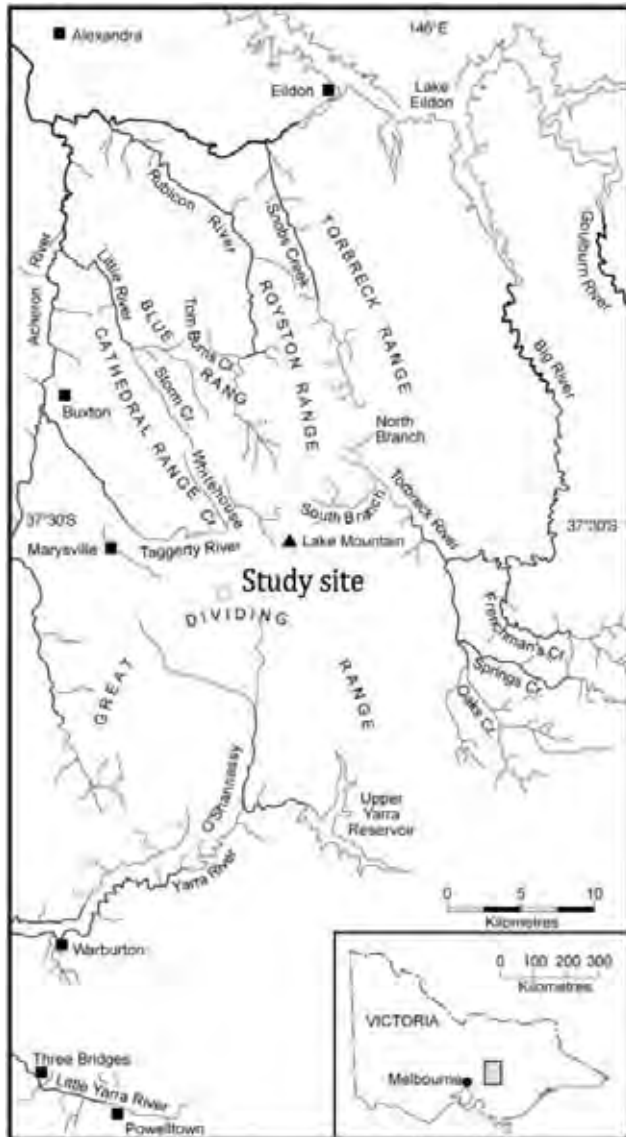 146°E
Alexandra
Eildon
Lake
Eildon
Rubicon River
Snobs Creek
TORBRECK RANGE
Goulburn River
Acheron River
Little River
BLUE RANG
Tom Burns Cr.
ROYSTON RANGE
Big River
CATHEDRAL RANGE
Storm Cr.
Buxton
Whitehouse Cr.
North
Branch
37°30'S
South Branch
Torbreck River
37°30'S
Marysville
Taggerty River
Lake Mountain
Study site
Frenchman's Cr.
GREAT DIVIDING RANGE
Springs Cr.
Oaks Cr.
O'Shannassy
Upper
Yarra
Reservoir
Yarra River
0 5 10
Kilometres
Warburton
0 100 200 300
Kilometres
VICTORIA
Melbourne
Three Bridges
Little Yarra River
Powelltown